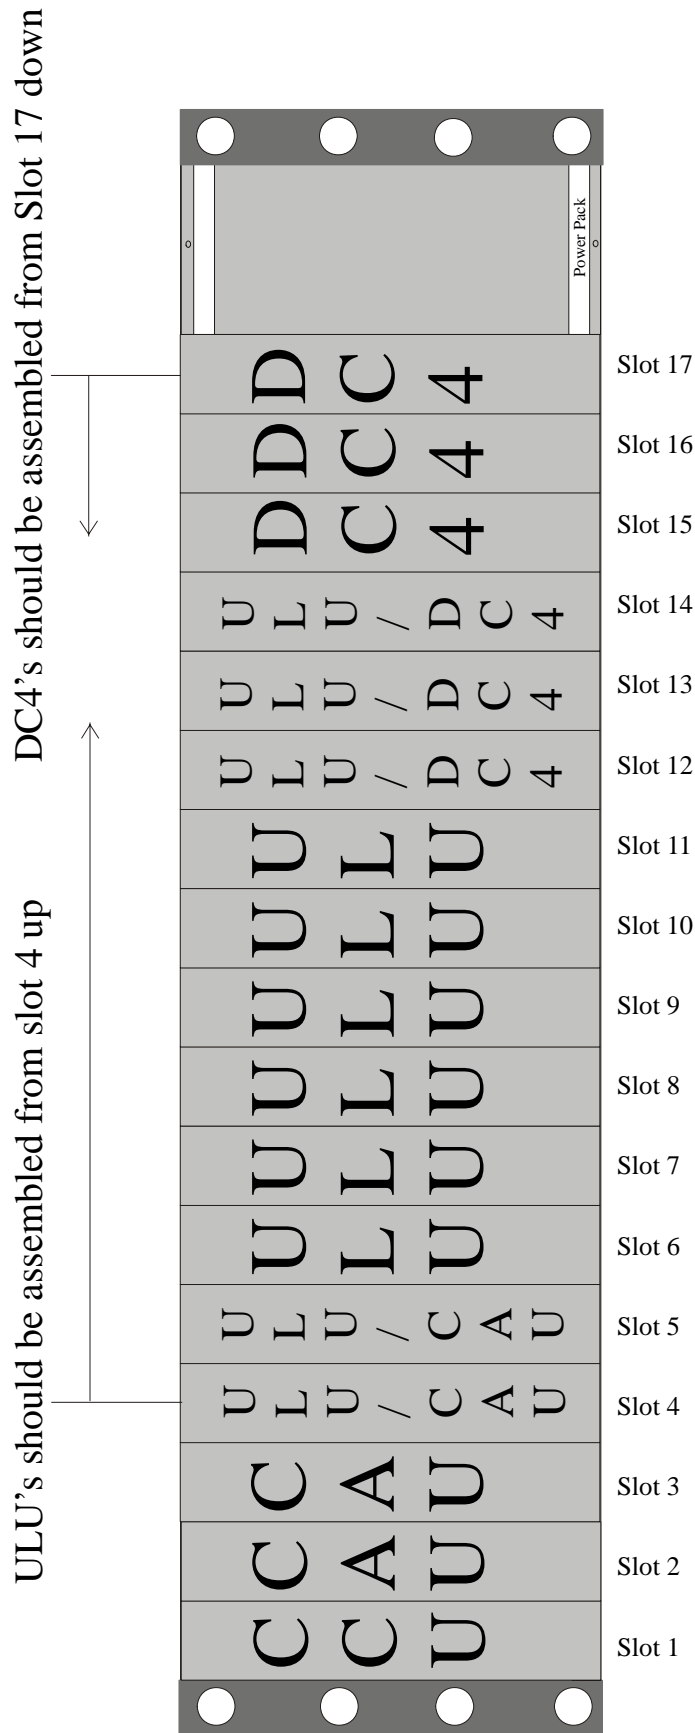 DC4's should be assembled from Slot 17 down
ULU's should be assembled from slot 4 up
Power Pack
DC4
Slot 17
DC4
Slot 16
DC4
Slot 15
ULU/DC4
Slot 14
ULU/DC4
Slot 13
ULU/DC4
Slot 12
ULU
Slot 11
ULU
Slot 10
ULU
Slot 9
ULU
Slot 8
ULU
Slot 7
ULU
Slot 6
ULU/CAU
Slot 5
ULU/CAU
Slot 4
CAU
Slot 3
CAU
Slot 2
CCU
Slot 1